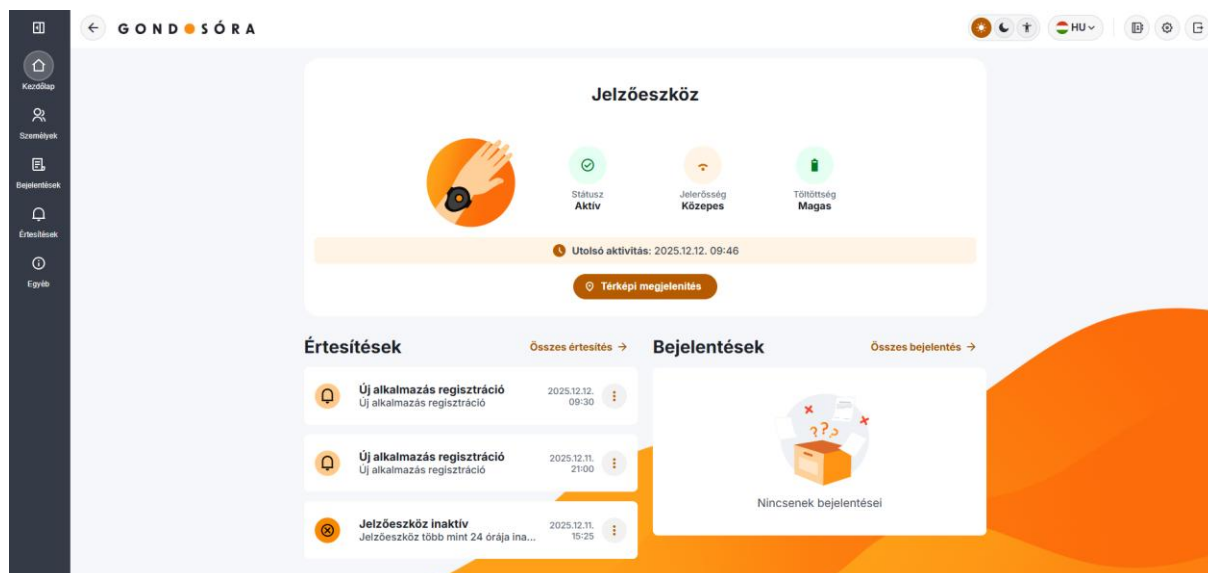 GONDOSÓRA
HU
Kezdőlap
Személyek
Bejelentések
Értesítések
Egyéb
Jelzőeszköz
Státusz
Aktív
Jelerősség
Közepes
Töltöttség
Magas
Utolsó aktivitás: 2025.12.12. 09:46
Térképi megjelenítés
Értesítések
Összes értesítés →
Új alkalmazás regisztráció
Új alkalmazás regisztráció
2025.12.12.
09:30
Új alkalmazás regisztráció
Új alkalmazás regisztráció
2025.12.11.
21:00
Jelzőeszköz inaktív
Jelzőeszköz több mint 24 órája ina...
2025.12.11.
15:25
Bejelentések
Összes bejelentés →
???
Nincsenek bejelentései